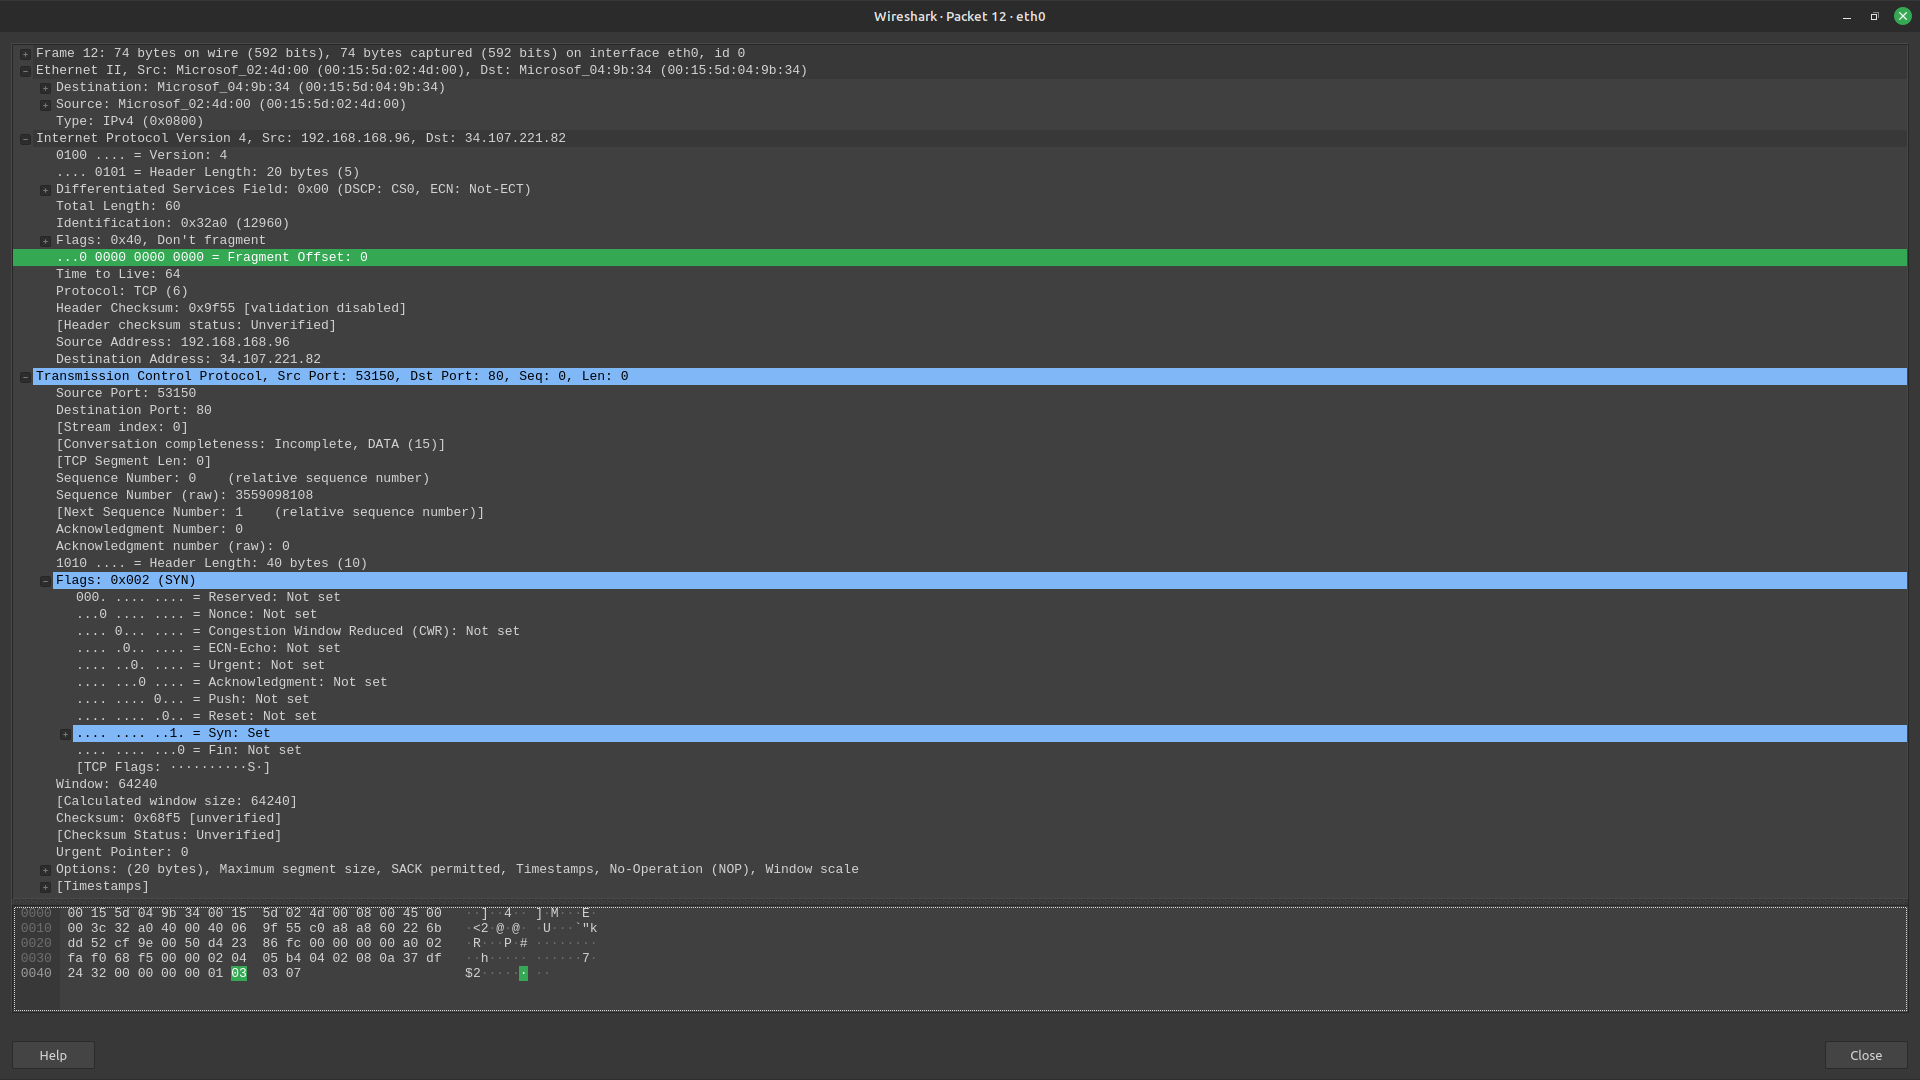 Wireshark · Packet 12 · eth0
Frame 12: 74 bytes on wire (592 bits), 74 bytes captured (592 bits) on interface eth0, id 0
Ethernet II, Src: Microsof_02:4d:00 (00:15:5d:02:4d:00), Dst: Microsof_04:9b:34 (00:15:5d:04:9b:34)
Destination: Microsof_04:9b:34 (00:15:5d:04:9b:34)
Source: Microsof_02:4d:00 (00:15:5d:02:4d:00)
Type: IPv4 (0x0800)
Internet Protocol Version 4, Src: 192.168.168.96, Dst: 34.107.221.82
0100 .... = Version: 4
.... 0101 = Header Length: 20 bytes (5)
Differentiated Services Field: 0x00 (DSCP: CS0, ECN: Not-ECT)
Total Length: 60
Identification: 0x32a0 (12960)
Flags: 0x40, Don't fragment
...0 0000 0000 0000 = Fragment Offset: 0
Time to Live: 64
Protocol: TCP (6)
Header Checksum: 0x9f55 [validation disabled]
[Header checksum status: Unverified]
Source Address: 192.168.168.96
Destination Address: 34.107.221.82
Transmission Control Protocol, Src Port: 53150, Dst Port: 80, Seq: 0, Len: 0
Source Port: 53150
Destination Port: 80
[Stream index: 0]
[Conversation completeness: Incomplete, DATA (15)]
[TCP Segment Len: 0]
Sequence Number: 0    (relative sequence number)
Sequence Number (raw): 3559098108
[Next Sequence Number: 1    (relative sequence number)]
Acknowledgment Number: 0
Acknowledgment number (raw): 0
1010 .... = Header Length: 40 bytes (10)
Flags: 0x002 (SYN)
000. .... .... = Reserved: Not set
...0 .... .... = Nonce: Not set
.... 0... .... = Congestion Window Reduced (CWR): Not set
.... .0.. .... = ECN-Echo: Not set
.... ..0. .... = Urgent: Not set
.... ...0 .... = Acknowledgment: Not set
.... .... 0... = Push: Not set
.... .... .0.. = Reset: Not set
.... .... ..1. = Syn: Set
.... .... ...0 = Fin: Not set
[TCP Flags: ··········S·]
Window: 64240
[Calculated window size: 64240]
Checksum: 0x68f5 [unverified]
[Checksum Status: Unverified]
Urgent Pointer: 0
Options: (20 bytes), Maximum segment size, SACK permitted, Timestamps, No-Operation (NOP), Window scale
[Timestamps]
0000 00 15 5d 04 9b 34 00 15 5d 02 4d 00 08 00 45 00 ··]··4·· ]·M···E·
0010 00 3c 32 a0 40 00 40 06 9f 55 c0 a8 a8 60 22 6b ·<2·@·@· ·U···`"k
0020 dd 52 cf 9e 00 50 d4 23 86 fc 00 00 00 00 a0 02 ·R···P·# ········
0030 fa f0 68 f5 00 00 02 04 05 b4 04 02 08 0a 37 df ··h····· ······7·
0040 24 32 00 00 00 00 01 03 03 07 $2······ ··
Help
Close